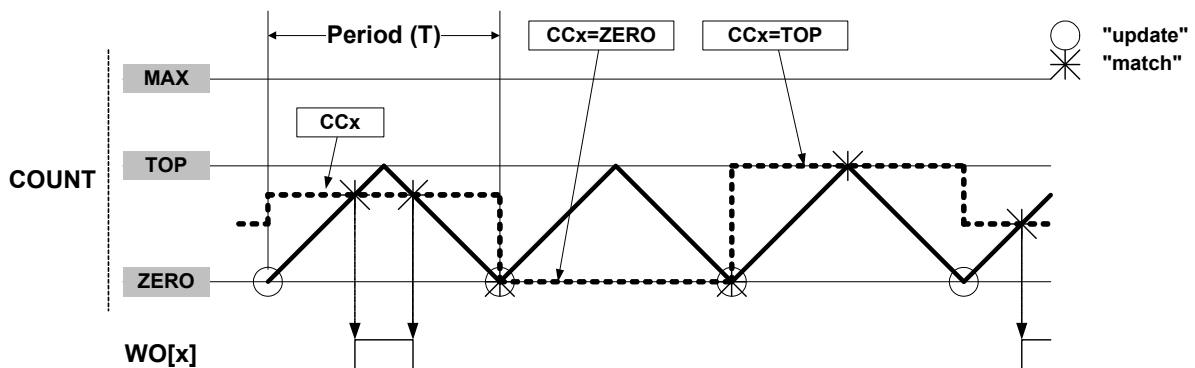 Period (T)
CCx=ZERO
CCx=TOP
"update"
"match"
MAX
CCx
TOP
COUNT
ZERO
WO[x]